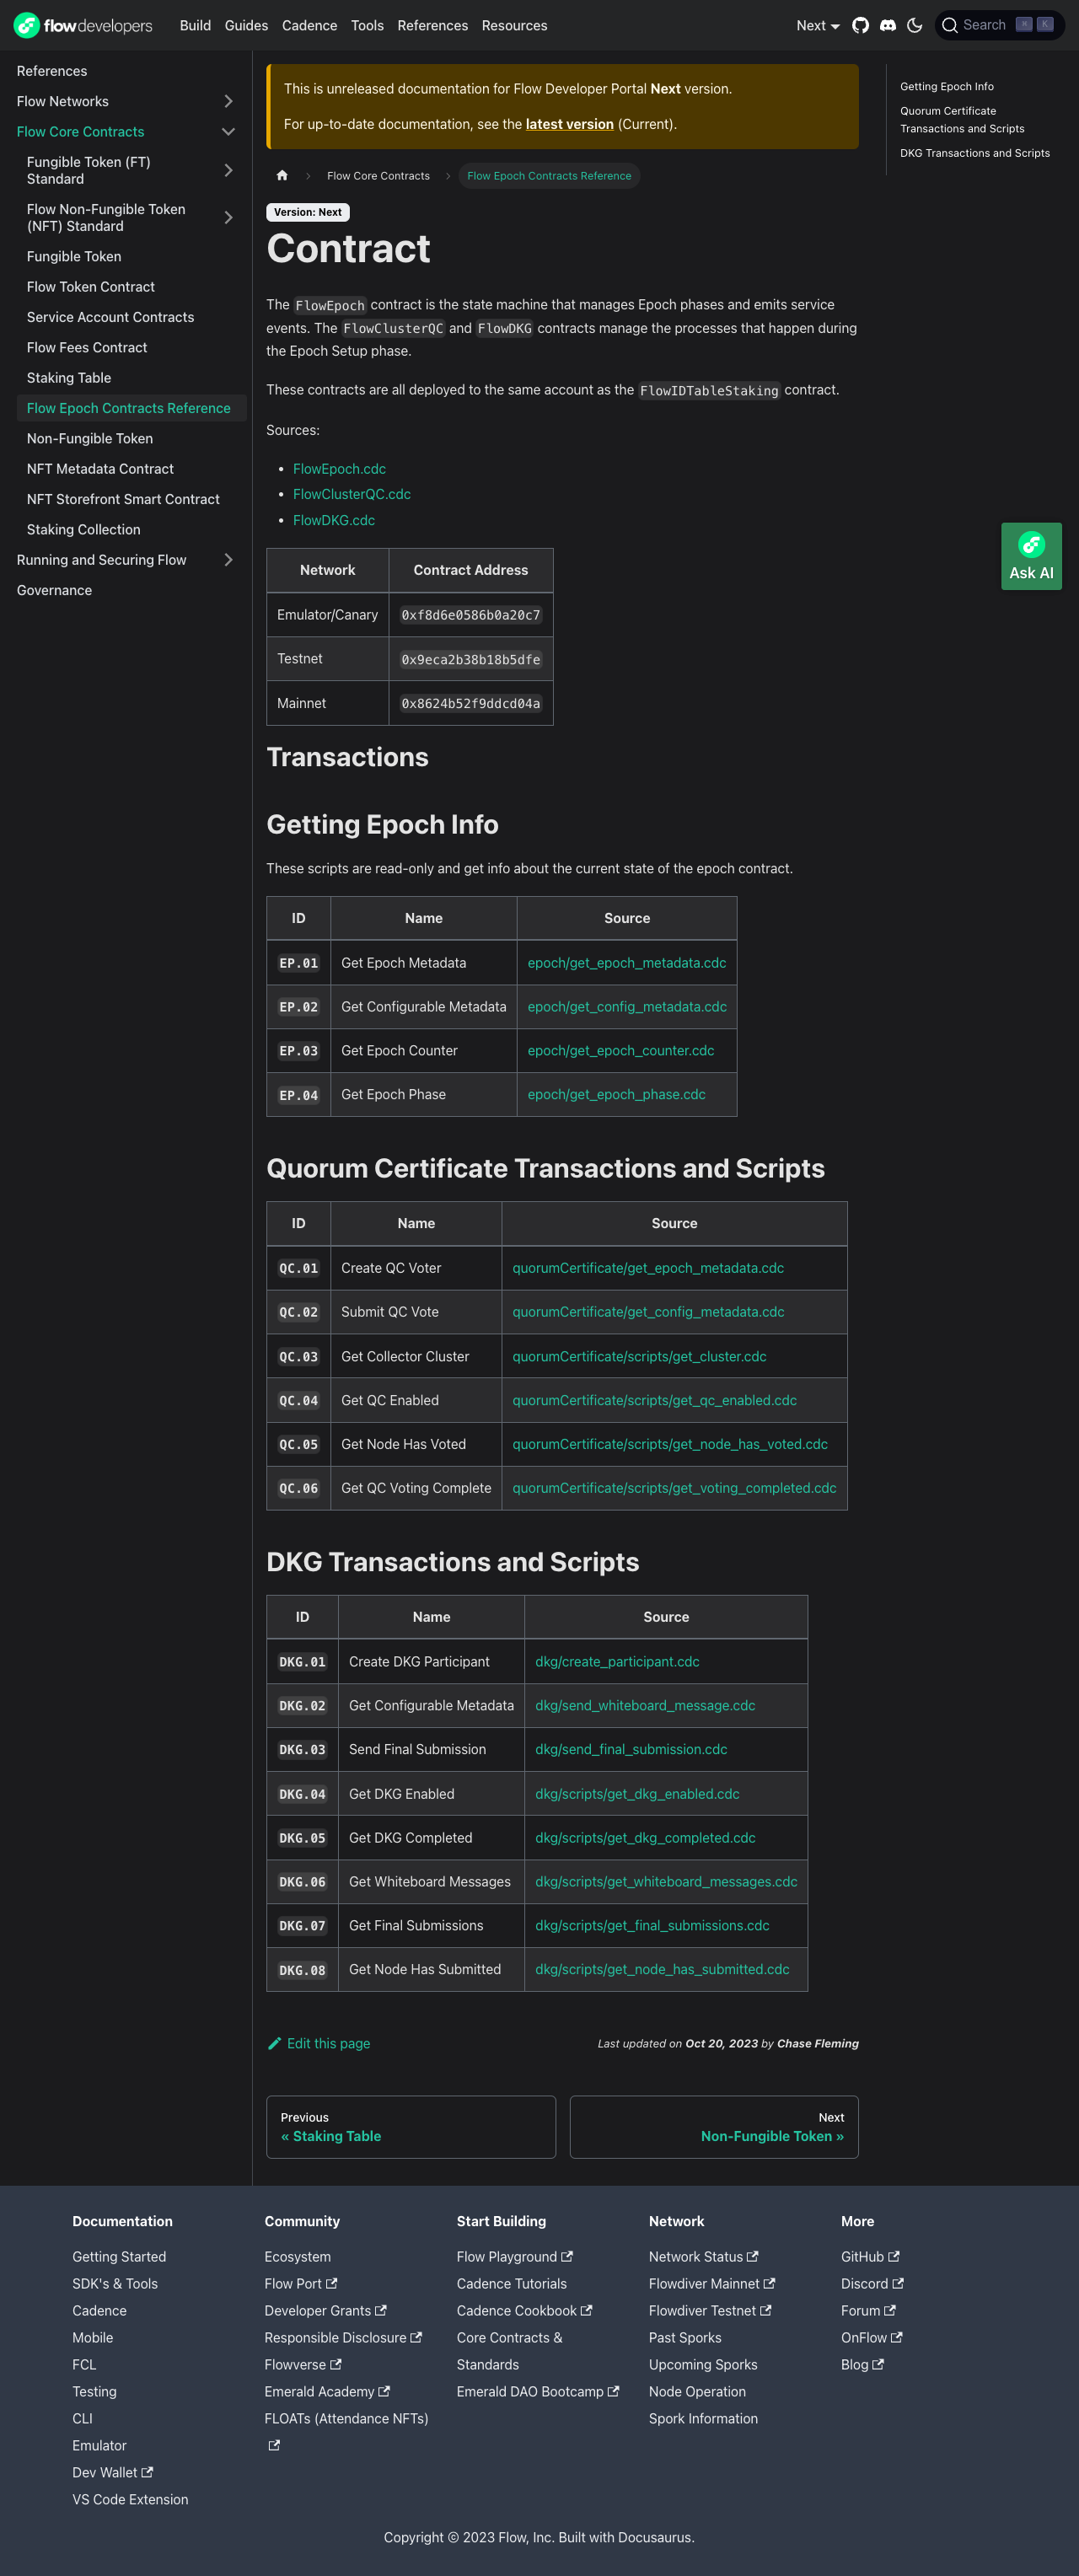 flowdevelopers
Build
Guides
Cadence
Tools
References
Resources
Next
Search
⌘ K
References
Flow Networks
Flow Core Contracts
Fungible Token (FT)
Standard
Flow Non-Fungible Token
(NFT) Standard
Fungible Token
Flow Token Contract
Service Account Contracts
Flow Fees Contract
Staking Table
Flow Epoch Contracts Reference
Non-Fungible Token
NFT Metadata Contract
NFT Storefront Smart Contract
Staking Collection
Running and Securing Flow
Governance
This is unreleased documentation for Flow Developer Portal Next version.
For up-to-date documentation, see the latest version (Current).
Flow Core Contracts
Flow Epoch Contracts Reference
Version: Next
Contract
The FlowEpoch contract is the state machine that manages Epoch phases and emits service
events. The FlowClusterQC and FlowDKG contracts manage the processes that happen during
the Epoch Setup phase.
These contracts are all deployed to the same account as the FlowIDTableStaking contract.
Sources:
• FlowEpoch.cdc
• FlowClusterQC.cdc
• FlowDKG.cdc
Network Contract Address
Emulator/Canary 0xf8d6e0586b0a20c7
Testnet 0x9eca2b38b18b5dfe
Mainnet 0x8624b52f9ddcd04a
Transactions
Getting Epoch Info
These scripts are read-only and get info about the current state of the epoch contract.
ID Name Source
EP.01 Get Epoch Metadata epoch/get_epoch_metadata.cdc
EP.02 Get Configurable Metadata epoch/get_config_metadata.cdc
EP.03 Get Epoch Counter epoch/get_epoch_counter.cdc
EP.04 Get Epoch Phase epoch/get_epoch_phase.cdc
Quorum Certificate Transactions and Scripts
ID Name Source
QC.01 Create QC Voter quorumCertificate/get_epoch_metadata.cdc
QC.02 Submit QC Vote quorumCertificate/get_config_metadata.cdc
QC.03 Get Collector Cluster quorumCertificate/scripts/get_cluster.cdc
QC.04 Get QC Enabled quorumCertificate/scripts/get_qc_enabled.cdc
QC.05 Get Node Has Voted quorumCertificate/scripts/get_node_has_voted.cdc
QC.06 Get QC Voting Complete quorumCertificate/scripts/get_voting_completed.cdc
DKG Transactions and Scripts
ID Name Source
DKG.01 Create DKG Participant dkg/create_participant.cdc
DKG.02 Get Configurable Metadata dkg/send_whiteboard_message.cdc
DKG.03 Send Final Submission dkg/send_final_submission.cdc
DKG.04 Get DKG Enabled dkg/scripts/get_dkg_enabled.cdc
DKG.05 Get DKG Completed dkg/scripts/get_dkg_completed.cdc
DKG.06 Get Whiteboard Messages dkg/scripts/get_whiteboard_messages.cdc
DKG.07 Get Final Submissions dkg/scripts/get_final_submissions.cdc
DKG.08 Get Node Has Submitted dkg/scripts/get_node_has_submitted.cdc
Edit this page
Last updated on Oct 20, 2023 by Chase Fleming
Previous
« Staking Table
Next
Non-Fungible Token »
Getting Epoch Info
Quorum Certificate
Transactions and Scripts
DKG Transactions and Scripts
Ask AI
Documentation
Getting Started
SDK's & Tools
Cadence
Mobile
FCL
Testing
CLI
Emulator
Dev Wallet
VS Code Extension
Community
Ecosystem
Flow Port
Developer Grants
Responsible Disclosure
Flowverse
Emerald Academy
FLOATs (Attendance NFTs)
Start Building
Flow Playground
Cadence Tutorials
Cadence Cookbook
Core Contracts &
Standards
Emerald DAO Bootcamp
Network
Network Status
Flowdiver Mainnet
Flowdiver Testnet
Past Sporks
Upcoming Sporks
Node Operation
Spork Information
More
GitHub
Discord
Forum
OnFlow
Blog
Copyright © 2023 Flow, Inc. Built with Docusaurus.